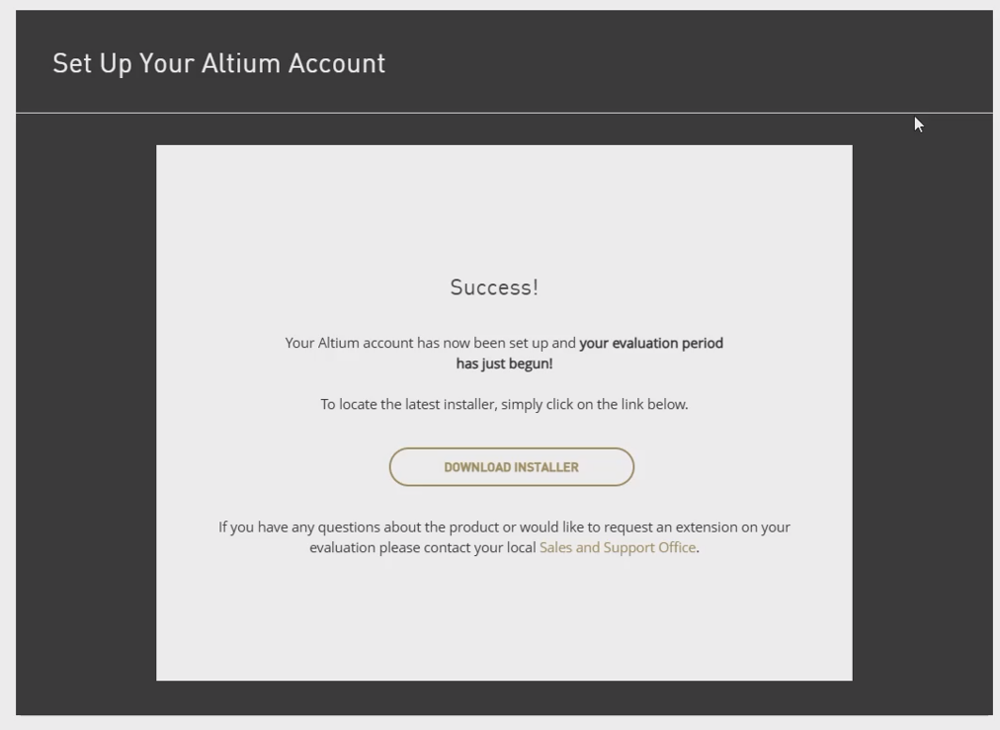 Set Up Your Altium Account
Success!
Your Altium account has now been set up and your evaluation period
has just begun!
To locate the latest installer, simply click on the link below.
DOWNLOAD INSTALLER
If you have any questions about the product or would like to request an extension on your
evaluation please contact your local Sales and Support Office.